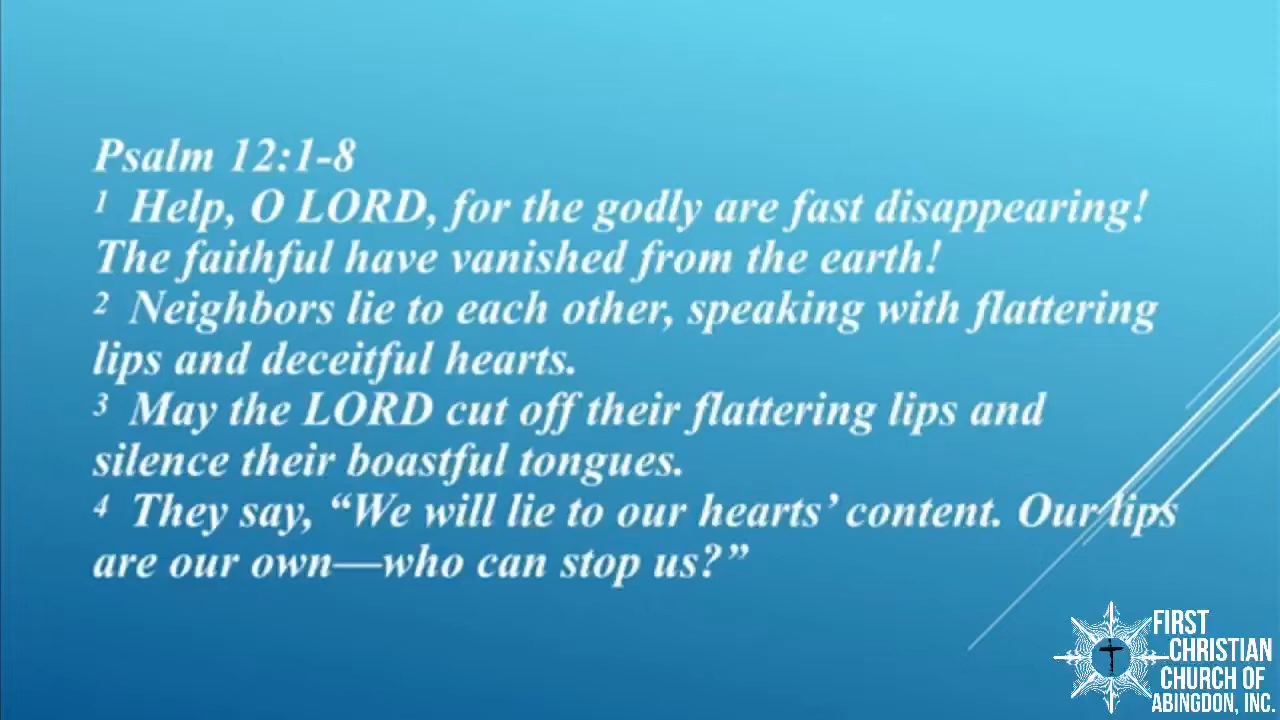 Psalm 12:1-8
1 Help, O LORD, for the godly are fast disappearing!
The faithful have vanished from the earth!
2 Neighbors lie to each other, speaking with flattering
lips and deceitful hearts.
3 May the LORD cut off their flattering lips and
silence their boastful tongues.
4 They say, “We will lie to our hearts’ content. Our lips
are our own—who can stop us?”
FIRST
CHRISTIAN
CHURCH OF
ABINGDON, INC.